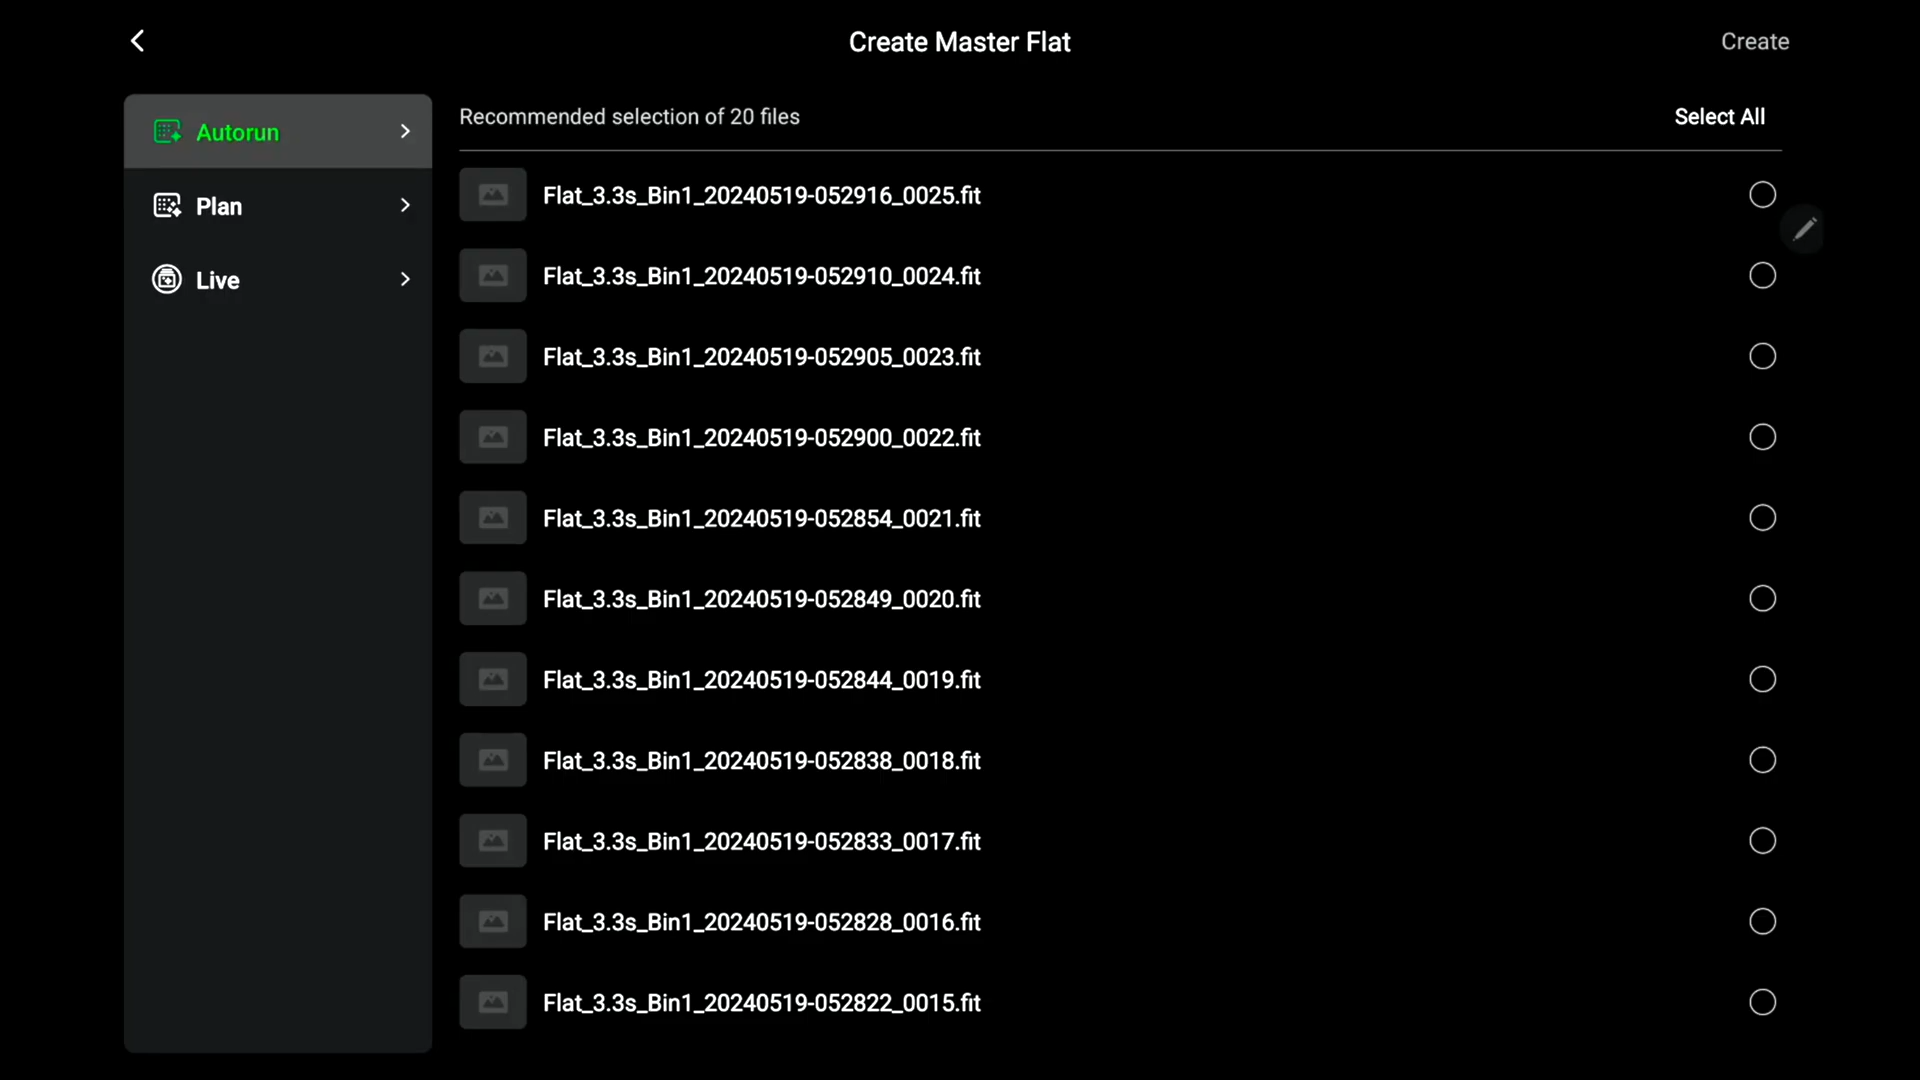 Create Master Flat
Create
Autorun
Plan
Live
Recommended selection of 20 files
Select All
Flat_3.3s_Bin1_20240519-052916_0025.fit
Flat_3.3s_Bin1_20240519-052910_0024.fit
Flat_3.3s_Bin1_20240519-052905_0023.fit
Flat_3.3s_Bin1_20240519-052900_0022.fit
Flat_3.3s_Bin1_20240519-052854_0021.fit
Flat_3.3s_Bin1_20240519-052849_0020.fit
Flat_3.3s_Bin1_20240519-052844_0019.fit
Flat_3.3s_Bin1_20240519-052838_0018.fit
Flat_3.3s_Bin1_20240519-052833_0017.fit
Flat_3.3s_Bin1_20240519-052828_0016.fit
Flat_3.3s_Bin1_20240519-052822_0015.fit